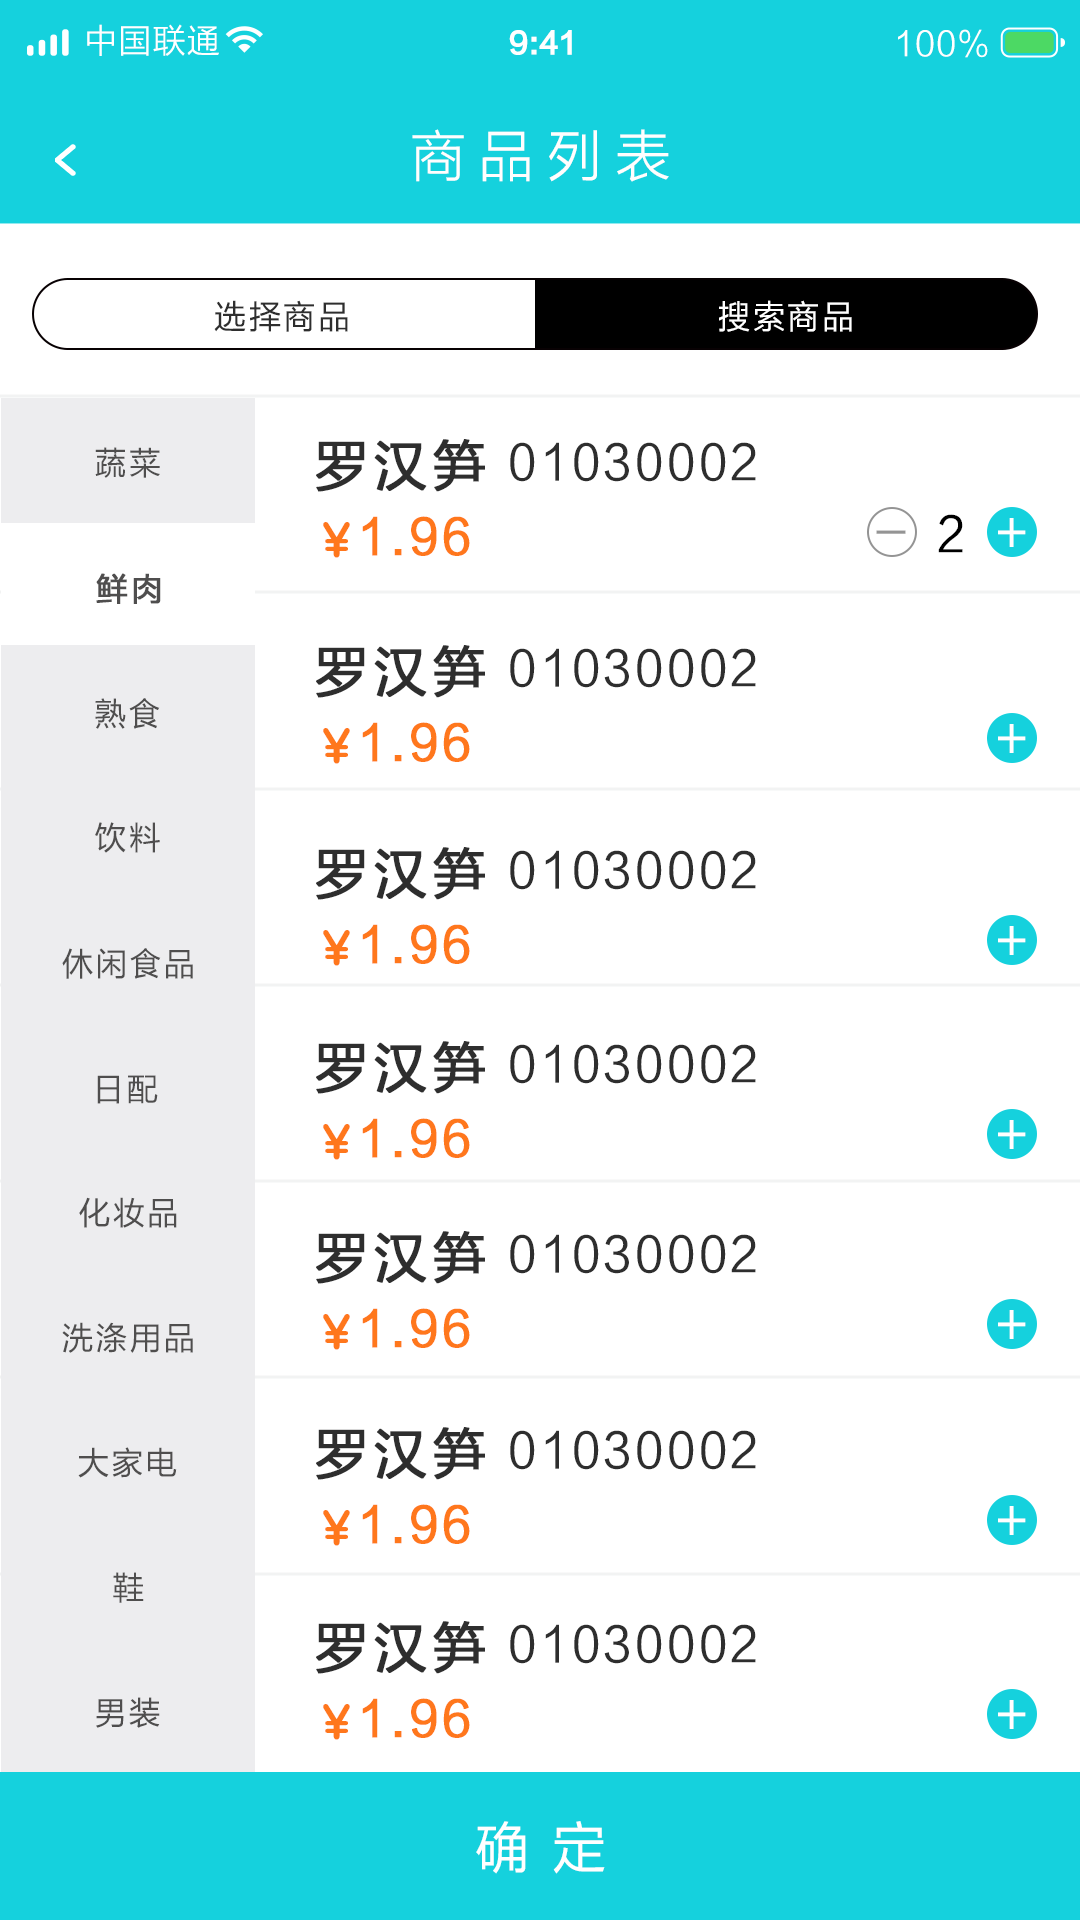 中国联通 9:41 100%
商品列表
选择商品 搜索商品
蔬菜
鲜肉
熟食
饮料
休闲食品
日配
化妆品
洗涤用品
大家电
鞋
男装
罗汉笋 01030002
¥1.96 2
罗汉笋 01030002
¥1.96
罗汉笋 01030002
¥1.96
罗汉笋 01030002
¥1.96
罗汉笋 01030002
¥1.96
罗汉笋 01030002
¥1.96
罗汉笋 01030002
¥1.96
确定